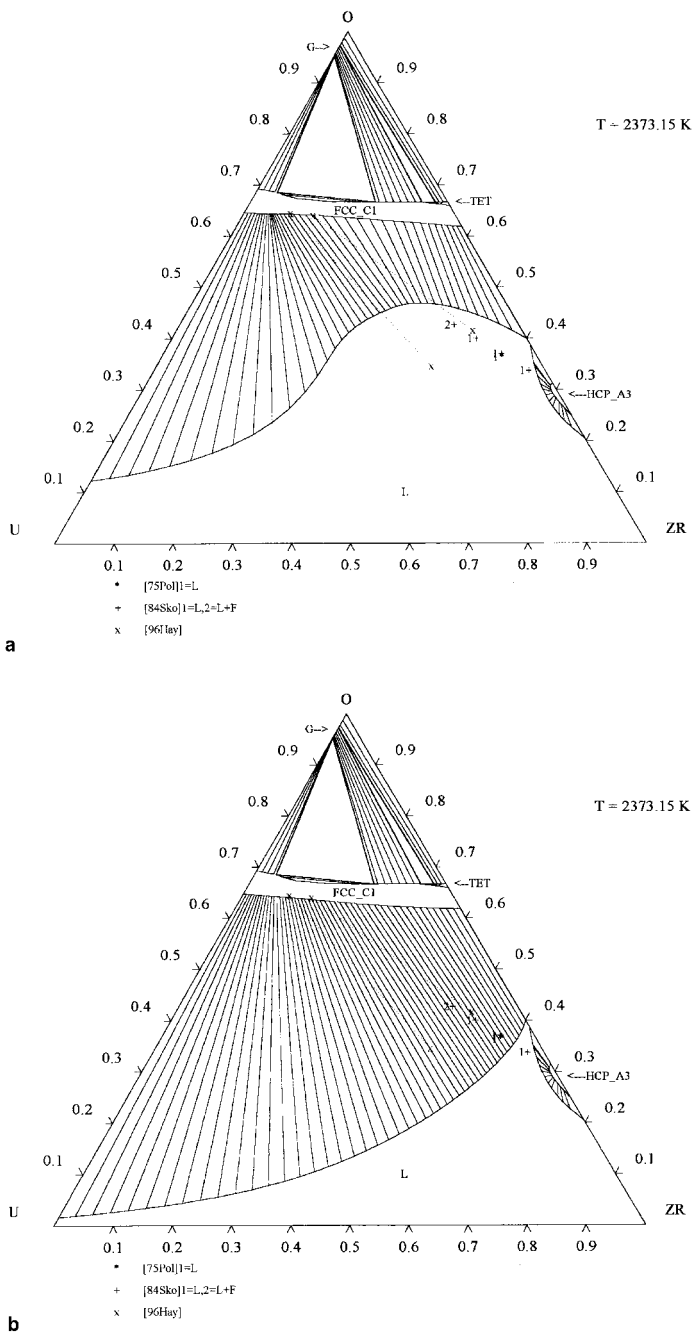 O
G-->
0.9 0.9
0.8 0.8
T = 2373.15 K
0.7 0.7
<--TET
FCC_C1
0.6 0.6
0.5 0.5
2+
x
1+
0.4 0.4
1*
x
1+
0.3 0.3
<---HCP_A3
0.2 0.2
0.1 0.1
L
U ZR
0.1 0.2 0.3 0.4 0.5 0.6 0.7 0.8 0.9
* [75Pol]1=L
+ [84Sko]1=L,2=L+F
x [96Hay]
a
O
G-->
0.9 0.9
0.8 0.8
T = 2373.15 K
0.7 0.7
<--TET
FCC_C1
0.6 0.6
0.5 0.5
0.4 0.4
2+
1*
1+
0.3 0.3
<---HCP_A3
0.2 0.2
0.1 0.1
L
U ZR
0.1 0.2 0.3 0.4 0.5 0.6 0.7 0.8 0.9
* [75Pol]1=L
+ [84Sko]1=L,2=L+F
x [96Hay]
b